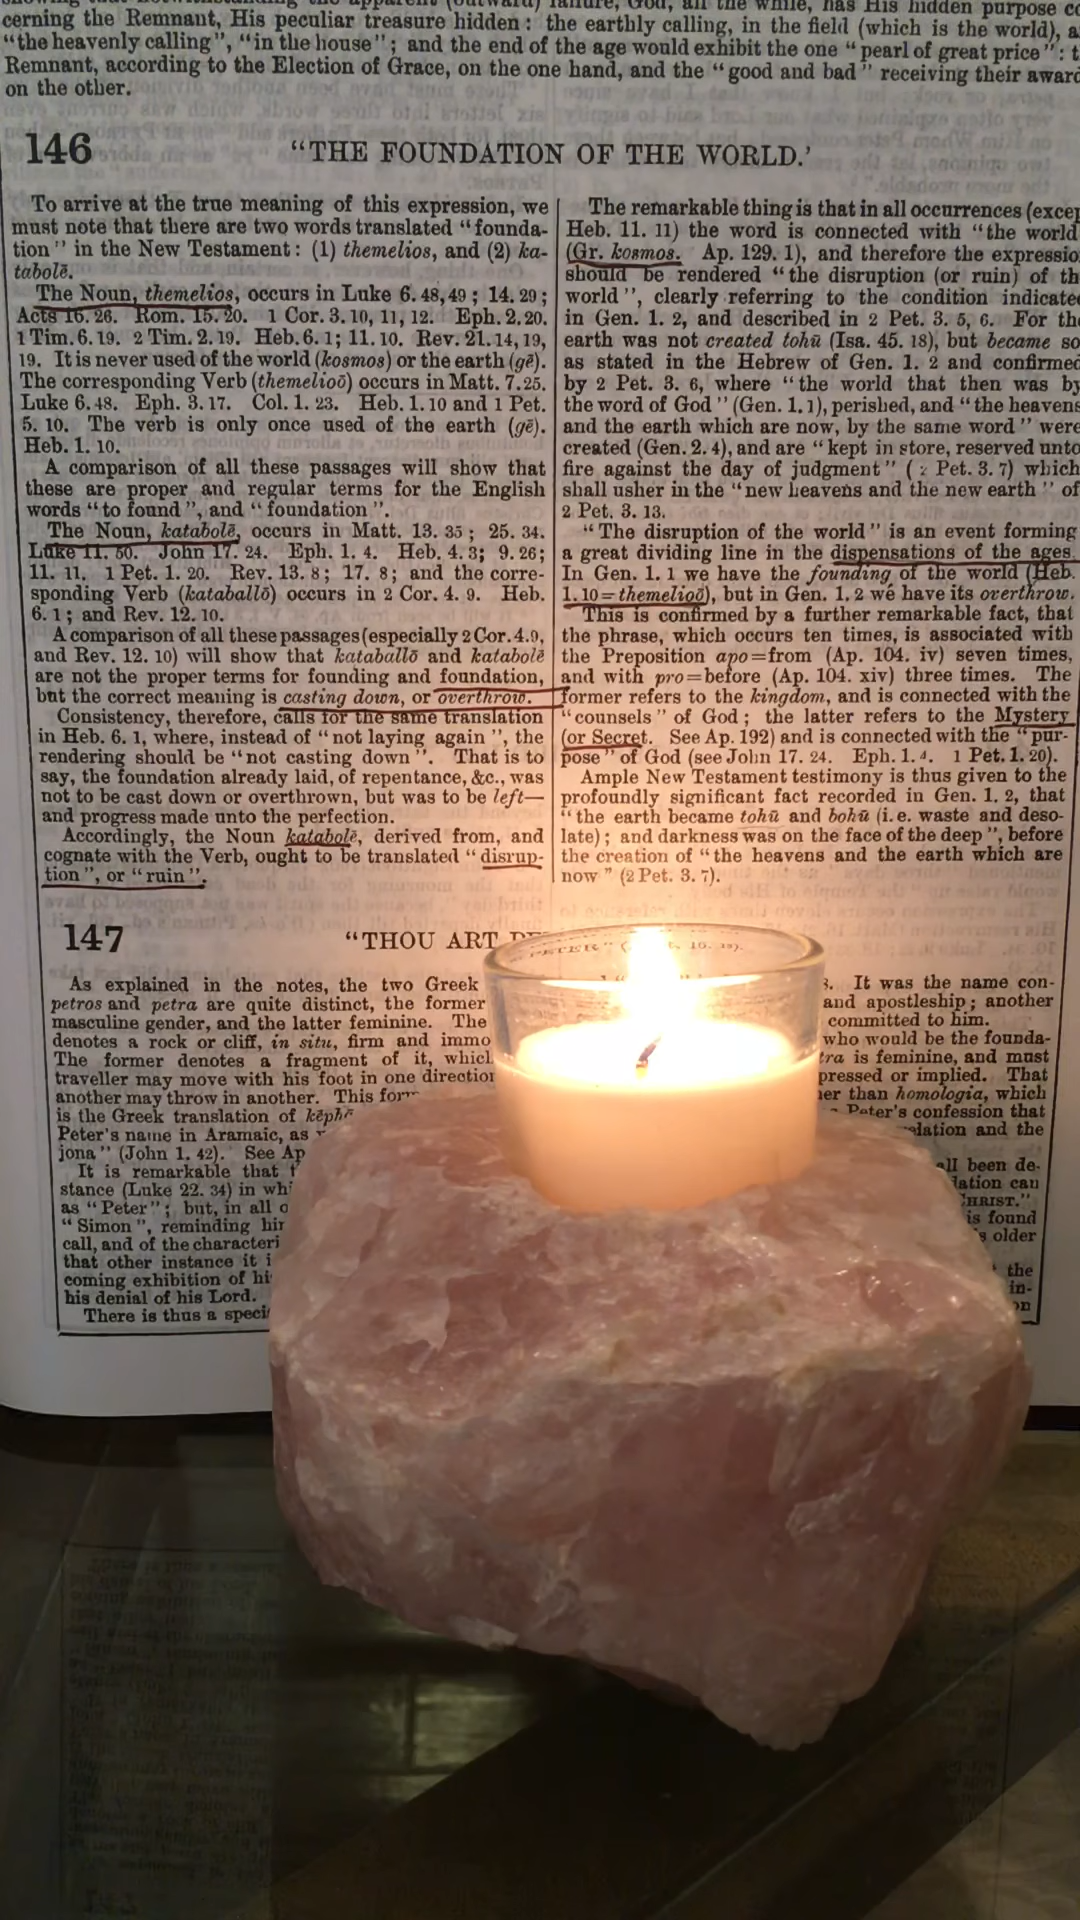 cerning the Remnant, His peculiar treasure hidden : the earthly calling, in the field (which is the world),
“the heavenly calling”, “in the house”; and the end of the age would exhibit the one “pearl of great price”:
Remnant, according to the Election of Grace, on the one hand, and the “good and bad” receiving their award
on the other.
146 “THE FOUNDATION OF THE WORLD.’
To arrive at the true meaning of this expression, we
must note that there are two words translated “founda-
tion” in the New Testament: (1) themelios, and (2) ka-
tabolē.
The Noun, themelios, occurs in Luke 6. 48, 49 ; 14. 29 ;
Acts 16. 26. Rom. 15. 20. 1 Cor. 3. 10, 11, 12. Eph. 2. 20.
1 Tim. 6. 19. 2 Tim. 2. 19. Heb. 6. 1; 11. 10. Rev. 21. 14, 19,
19. It is never used of the world (kosmos) or the earth (gē).
The corresponding Verb (themelioō) occurs in Matt. 7. 25.
Luke 6. 48. Eph. 3. 17. Col. 1. 23. Heb. 1. 10 and 1 Pet.
5. 10. The verb is only once used of the earth (gē).
Heb. 1. 10.
A comparison of all these passages will show that
these are proper and regular terms for the English
words “to found”, and “foundation”.
The Noun, katabolē, occurs in Matt. 13. 35 ; 25. 34.
Luke 11. 50. John 17. 24. Eph. 1. 4. Heb. 4. 3; 9. 26;
11. 11. 1 Pet. 1. 20. Rev. 13. 8; 17. 8; and the corre-
sponding Verb (kataballō) occurs in 2 Cor. 4. 9. Heb.
6. 1; and Rev. 12. 10.
A comparison of all these passages (especially 2 Cor. 4. 9,
and Rev. 12. 10) will show that kataballō and katabolē
are not the proper terms for founding and foundation,
but the correct meaning is casting down, or overthrow.
Consistency, therefore, calls for the same translation
in Heb. 6. 1, where, instead of “not laying again”, the
rendering should be “not casting down”. That is to
say, the foundation already laid, of repentance, &c., was
not to be cast down or overthrown, but was to be left—
and progress made unto the perfection.
Accordingly, the Noun katabolē, derived from, and
cognate with the Verb, ought to be translated “disrup-
tion”, or “ruin”.
The remarkable thing is that in all occurrences
Heb. 11. 11) the word is connected with “the world
(Gr. kosmos. Ap. 129. 1), and therefore the
should be rendered “the disruption (or ruin) of
world”, clearly referring to the condition
in Gen. 1. 2, and described in 2 Pet. 3. 5, 6. For
earth was not created tohū (Isa. 45. 18), but became so
as stated in the Hebrew of Gen. 1. 2 and confirmed
by 2 Pet. 3. 6, where “the world that then was by
the word of God” (Gen. 1. 1), perished, and “the heavens
and the earth which are now, by the same word” were
created (Gen. 2. 4), and are “kept in store, reserved unto
fire against the day of judgment” (2 Pet. 3. 7) which
shall usher in the “new heavens and the new earth” of
2 Pet. 3. 13.
“The disruption of the world” is an event forming
a great dividing line in the dispensations of the ages.
In Gen. 1. 1 we have the founding of the world (Heb.
1. 10=themelioō), but in Gen. 1. 2 we have its overthrow.
This is confirmed by a further remarkable fact, that
the phrase, which occurs ten times, is associated with
the Preposition apo=from (Ap. 104. iv) seven times,
and with pro=before (Ap. 104. xiv) three times. The
former refers to the kingdom, and is connected with the
“counsels” of God ; the latter refers to the Mystery
(or Secret. See Ap. 192) and is connected with the “pur-
pose” of God (see John 17. 24. Eph. 1. 4. 1 Pet. 1. 20).
Ample New Testament testimony is thus given to the
profoundly significant fact recorded in Gen. 1. 2, that
“the earth became tohū and bohū (i. e. waste and deso-
late) ; and darkness was on the face of the deep”, before
the creation of “the heavens and the earth which are
now” (2 Pet. 3. 7).
147 “THOU ART
As explained in the notes, the two Greek
petros and petra are quite distinct, the former
masculine gender, and the latter feminine. The
denotes a rock or cliff, in situ, firm and
The former denotes a fragment of it,
traveller may move with his foot in one
another may throw in another. This
is the Greek translation of
Peter's name in Aramaic, as
jona” (John 1. 42). See
It is remarkable that
stance (Luke 22. 34) in
as “Peter”; but, in all
“Simon”, reminding
call, and of the
that other instance it
coming exhibition of
his denial of his Lord.
There is thus a
It was the name con-
and apostleship ; another
committed to him.
who would be the founda-
is feminine, and must
or implied. That
than homologia, which
Peter's confession that
and the
been de-
can
is found
older
the
in-